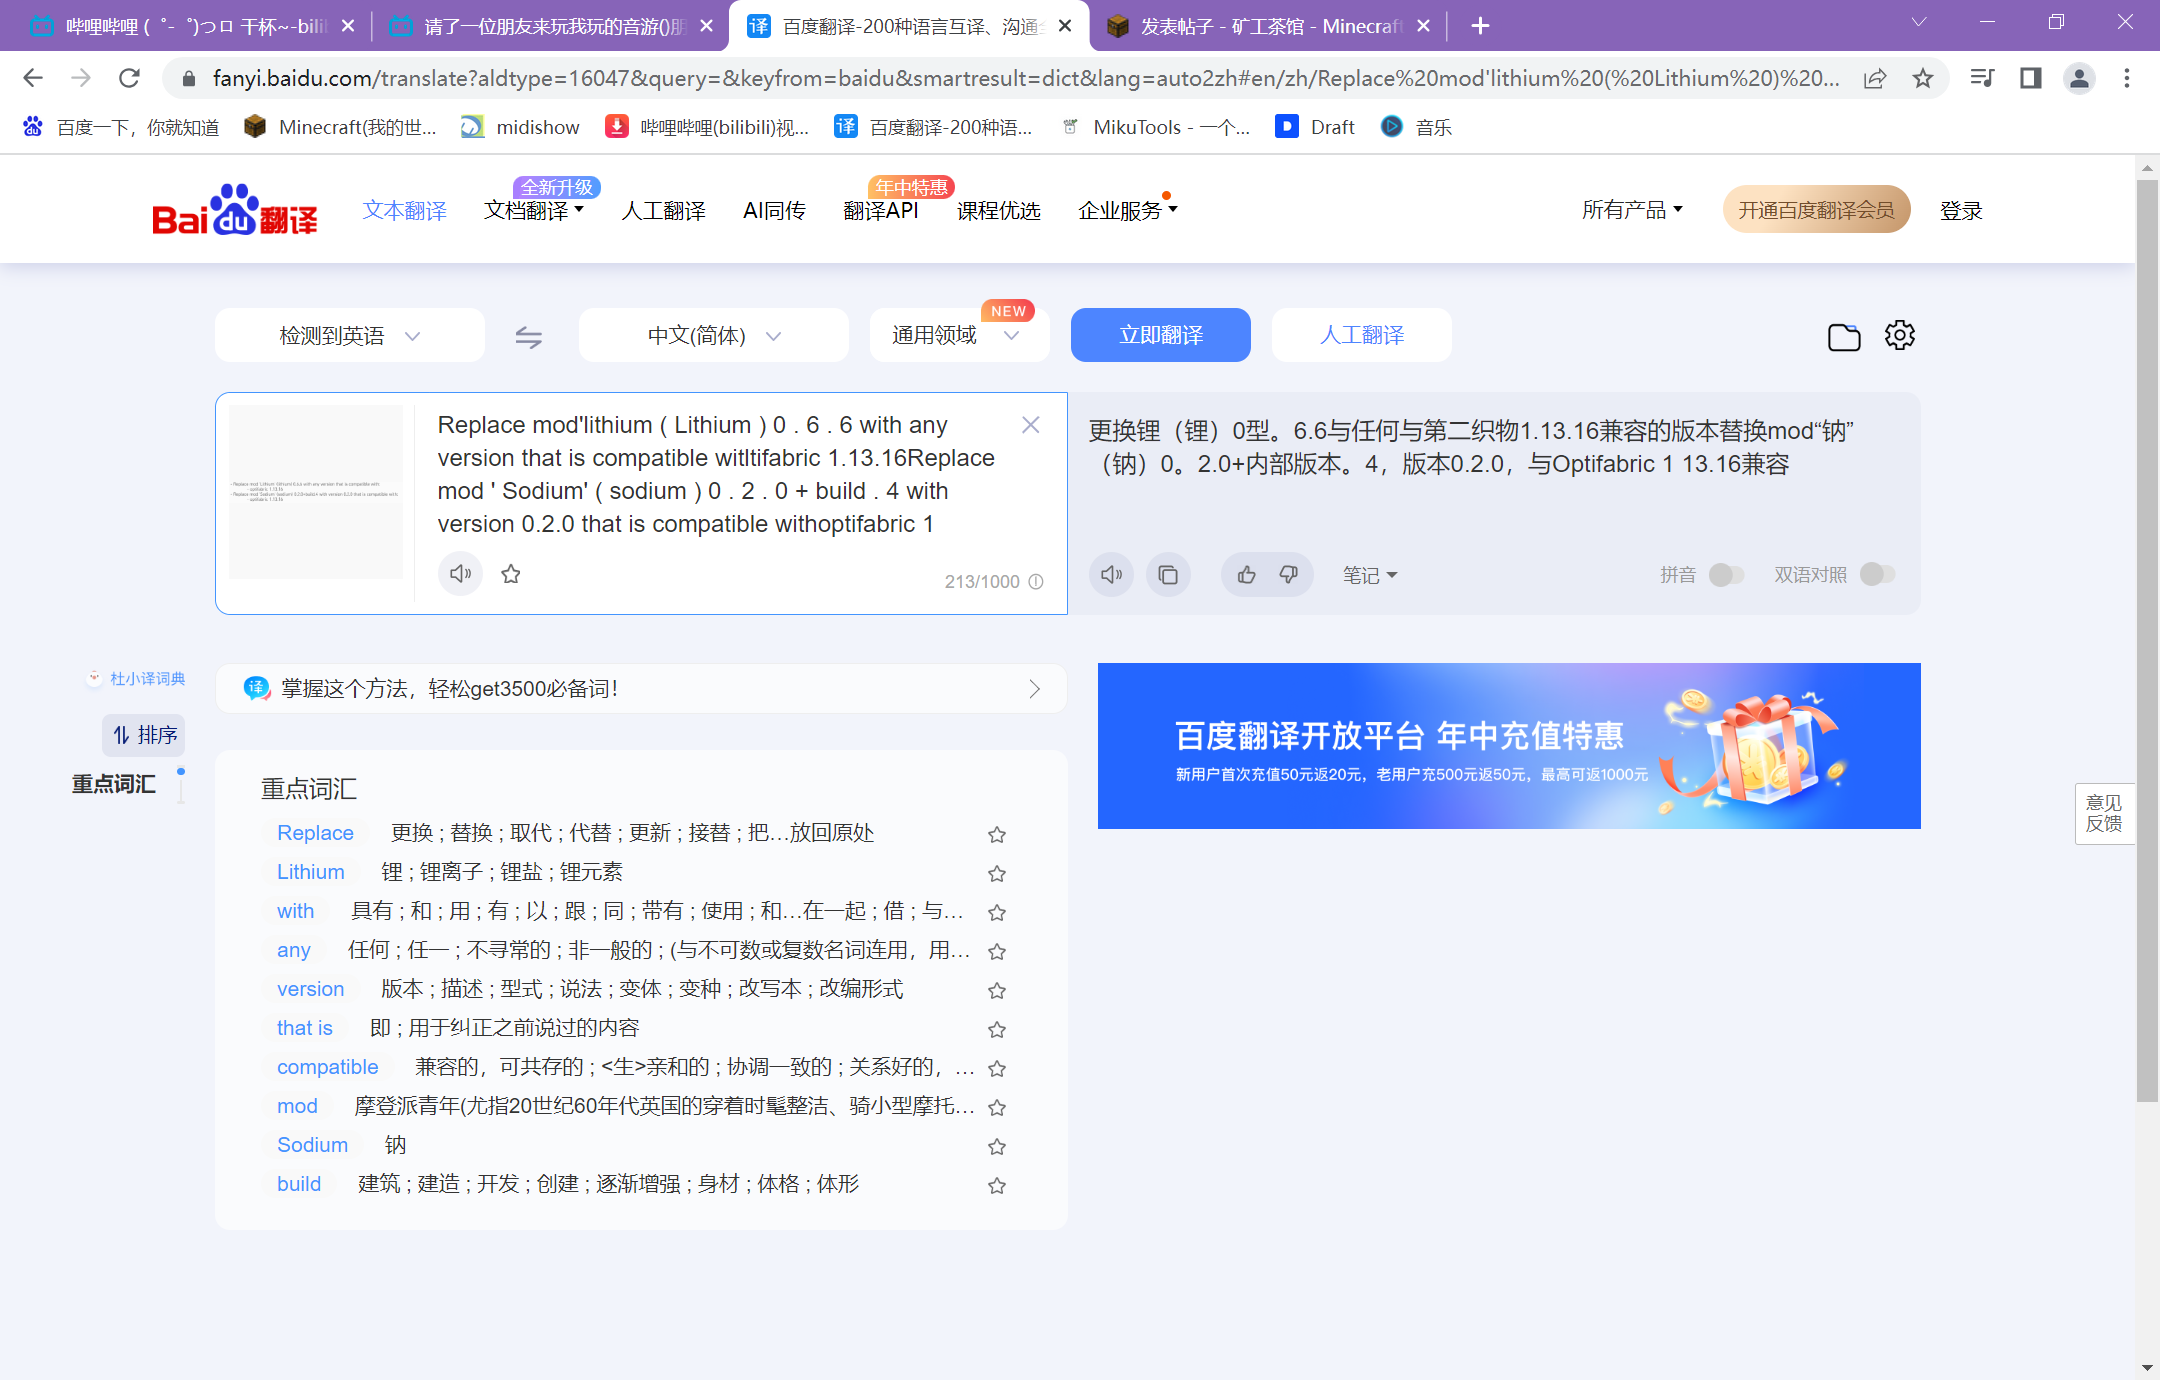 哔哩哔哩 (゜-゜)つロ 干杯~-bili
请了一位朋友来玩我玩的音游()朋
百度翻译-200种语言互译、沟通全
发表帖子 - 矿工茶馆 - Minecraft
fanyi.baidu.com/translate?aldtype=16047&query=&keyfrom=baidu&smartresult=dict&lang=auto2zh#en/zh/Replace%20mod'lithium%20(%20Lithium%20)%20...
百度一下，你就知道
Minecraft(我的世...
midishow
哔哩哔哩(bilibili)视...
百度翻译-200种语...
MikuTools - 一个...
Draft
音乐
Bai du 翻译
文本翻译
全新升级
文档翻译
人工翻译
AI同传
年中特惠
翻译API
课程优选
企业服务
所有产品
开通百度翻译会员
登录
检测到英语
中文(简体)
通用领域
NEW
立即翻译
人工翻译
Replace mod'lithium ( Lithium ) 0 . 6 . 6 with any
version that is compatible witltifabric 1.13.16Replace
mod ' Sodium' ( sodium ) 0 . 2 . 0 + build . 4 with
version 0.2.0 that is compatible withoptifabric 1
213/1000
更换锂（锂）0型。6.6与任何与第二织物1.13.16兼容的版本替换mod“钠”
（钠）0。2.0+内部版本。4，版本0.2.0，与Optifabric 1 13.16兼容
笔记
拼音
双语对照
杜小译词典
排序
重点词汇
译
掌握这个方法，轻松get3500必备词！
重点词汇
Replace 更换 ; 替换 ; 取代 ; 代替 ; 更新 ; 接替 ; 把…放回原处
Lithium 锂 ; 锂离子 ; 锂盐 ; 锂元素
with 具有 ; 和 ; 用 ; 有 ; 以 ; 跟 ; 同 ; 带有 ; 使用 ; 和…在一起 ; 借 ; 与...
any 任何 ; 任一 ; 不寻常的 ; 非一般的 ; (与不可数或复数名词连用，用...
version 版本 ; 描述 ; 型式 ; 说法 ; 变体 ; 变种 ; 改写本 ; 改编形式
that is 即 ; 用于纠正之前说过的内容
compatible 兼容的，可共存的 ; <生>亲和的 ; 协调一致的 ; 关系好的，...
mod 摩登派青年(尤指20世纪60年代英国的穿着时髦整洁、骑小型摩托...
Sodium 钠
build 建筑 ; 建造 ; 开发 ; 创建 ; 逐渐增强 ; 身材 ; 体格 ; 体形
百度翻译开放平台 年中充值特惠
新用户首次充值50元返20元，老用户充500元返50元，最高可返1000元
意见
反馈